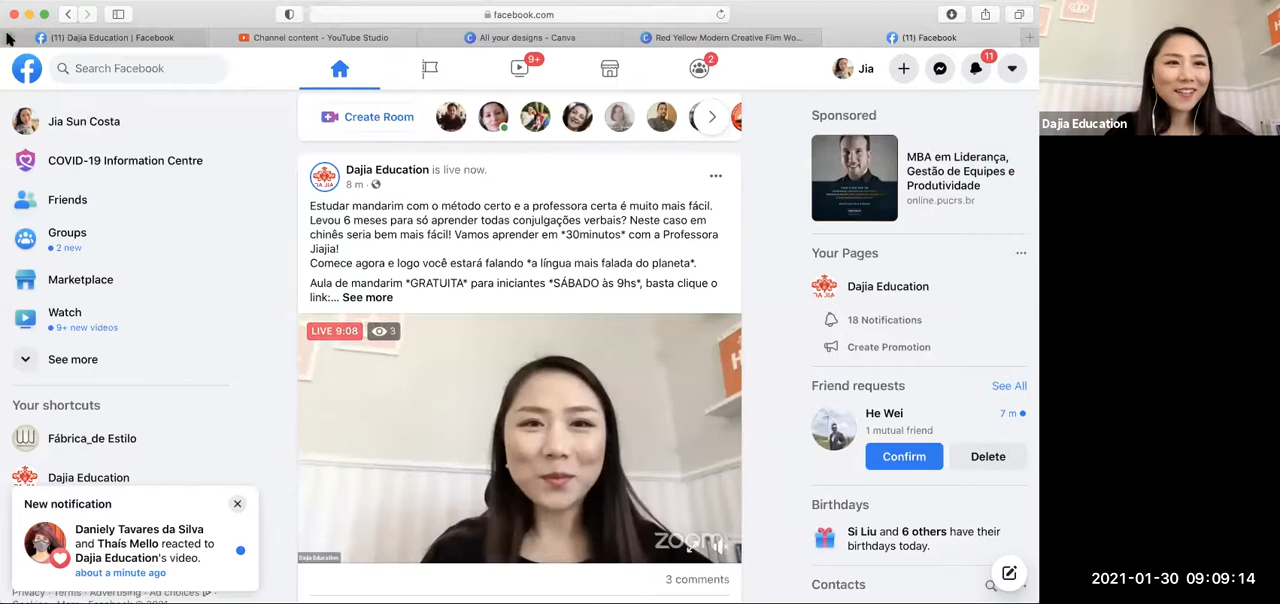 facebook.com
(11) Dajia Education | Facebook
Channel content - YouTube Studio
All your designs - Canva
Red Yellow Modern Creative Film Wo...
(11) Facebook
Search Facebook
9+
2
Jia
11
Jia Sun Costa
COVID-19 Information Centre
Friends
Groups
2 new
Marketplace
Watch
9+ new videos
See more
Your shortcuts
Fábrica_de Estilo
Dajia Education
New notification
Daniely Tavares da Silva
and Thaís Mello reacted to
Dajia Education's video.
about a minute ago
Privacy · Terms · Advertising · Ad choices
Create Room
DA JIA
Dajia Education is live now.
8 m ·
Estudar mandarim com o método certo e a professora certa é muito mais fácil.
Levou 6 meses para só aprender todas conjulgações verbais? Neste caso em
chinês seria bem mais fácil! Vamos aprender em *30minutos* com a Professora
Jiajia!
Comece agora e logo você estará falando *a língua mais falada do planeta*.
Aula de mandarim *GRATUITA* para iniciantes *SÁBADO às 9hs*, basta clique o
link:... See more
LIVE 9:08
3
Dajia Education
zoom
3 comments
Sponsored
MBA em Liderança,
Gestão de Equipes e
Produtividade
online.pucrs.br
Your Pages
Dajia Education
18 Notifications
Create Promotion
Friend requests
See All
He Wei
7 m
1 mutual friend
Confirm
Delete
Birthdays
Si Liu and 6 others have their
birthdays today.
Contacts
Dajia Education
2021-01-30 09:09:14